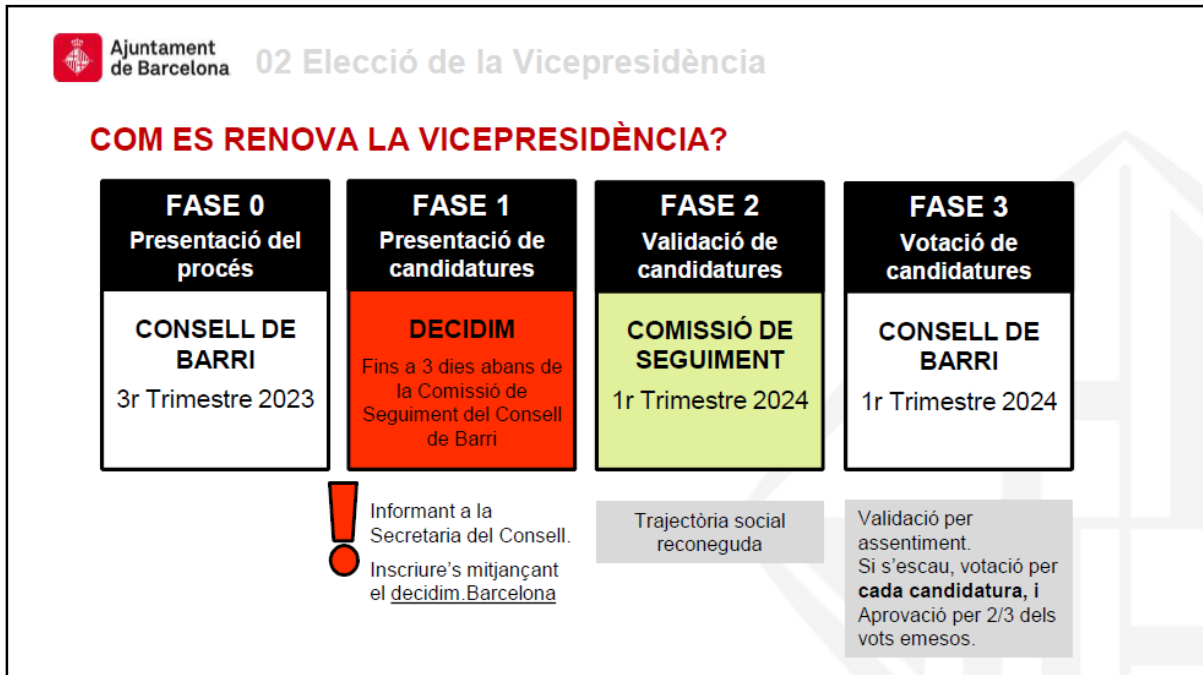 Ajuntament
de Barcelona
02 Elecció de la Vicepresidència
COM ES RENOVA LA VICEPRESIDÈNCIA?
FASE 0
Presentació del
procés
CONSELL DE
BARRI
3r Trimestre 2023
FASE 1
Presentació de
candidatures
DECIDIM
Fins a 3 dies abans de
la Comissió de
Seguiment del Consell
de Barri
FASE 2
Validació de
candidatures
COMISSIÓ DE
SEGUIMENT
1r Trimestre 2024
FASE 3
Votació de
candidatures
CONSELL DE
BARRI
1r Trimestre 2024
Informant a la
Secretaria del Consell.
Inscriure's mitjançant
el decidim.Barcelona
Trajectòria social
reconeguda
Validació per
assentiment.
Si s'escau, votació per
cada candidatura, i
Aprovació per 2/3 dels
vots emesos.